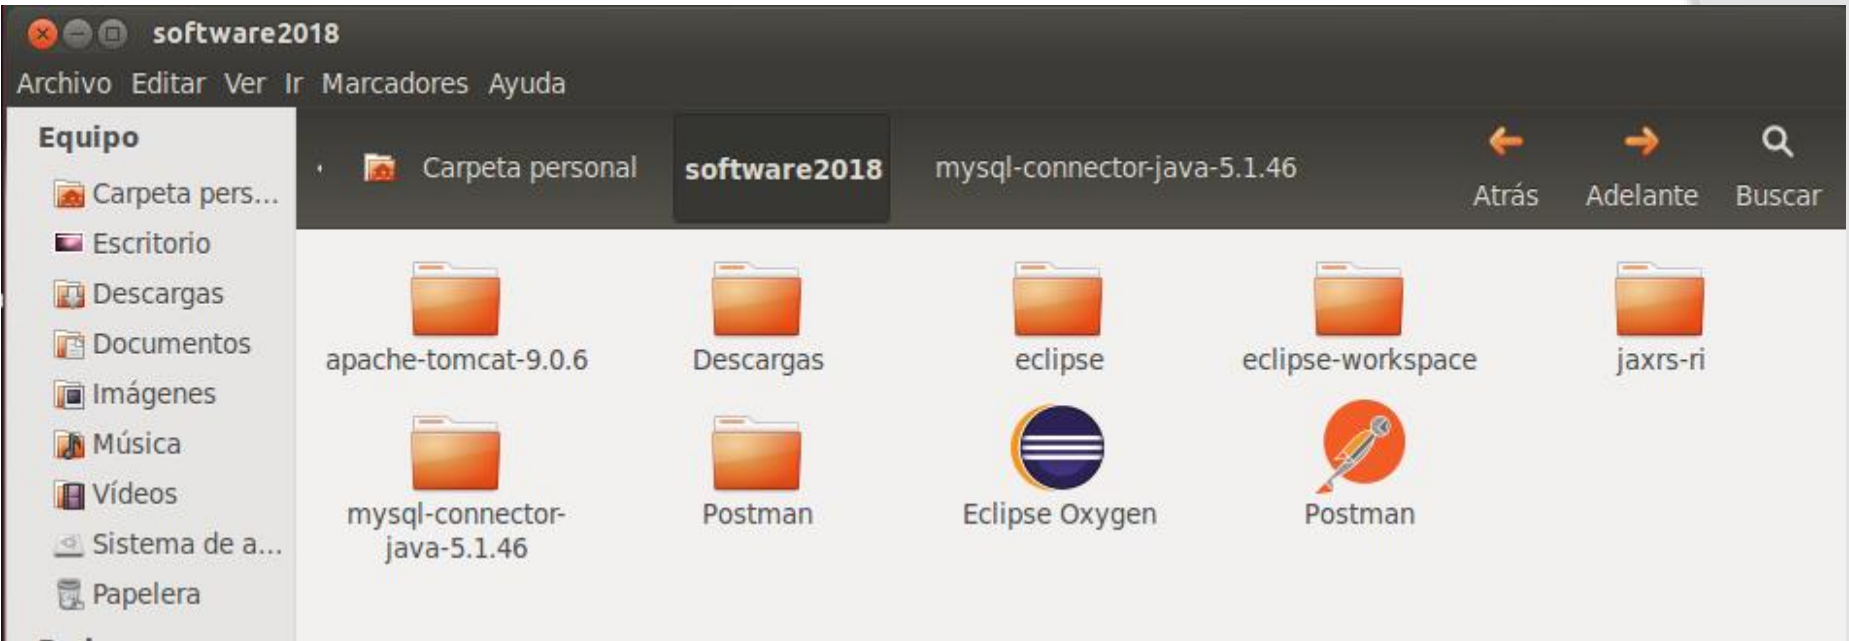 software2018
Archivo Editar Ver Ir Marcadores Ayuda
Equipo
Carpeta pers...
Escritorio
Descargas
Documentos
Imágenes
Música
Vídeos
Sistema de a...
Papelera
Carpeta personal software2018 mysql-connector-java-5.1.46
Atrás Adelante Buscar
apache-tomcat-9.0.6 Descargas eclipse eclipse-workspace jaxrs-ri
mysql-connector- Postman Eclipse Oxygen Postman
java-5.1.46